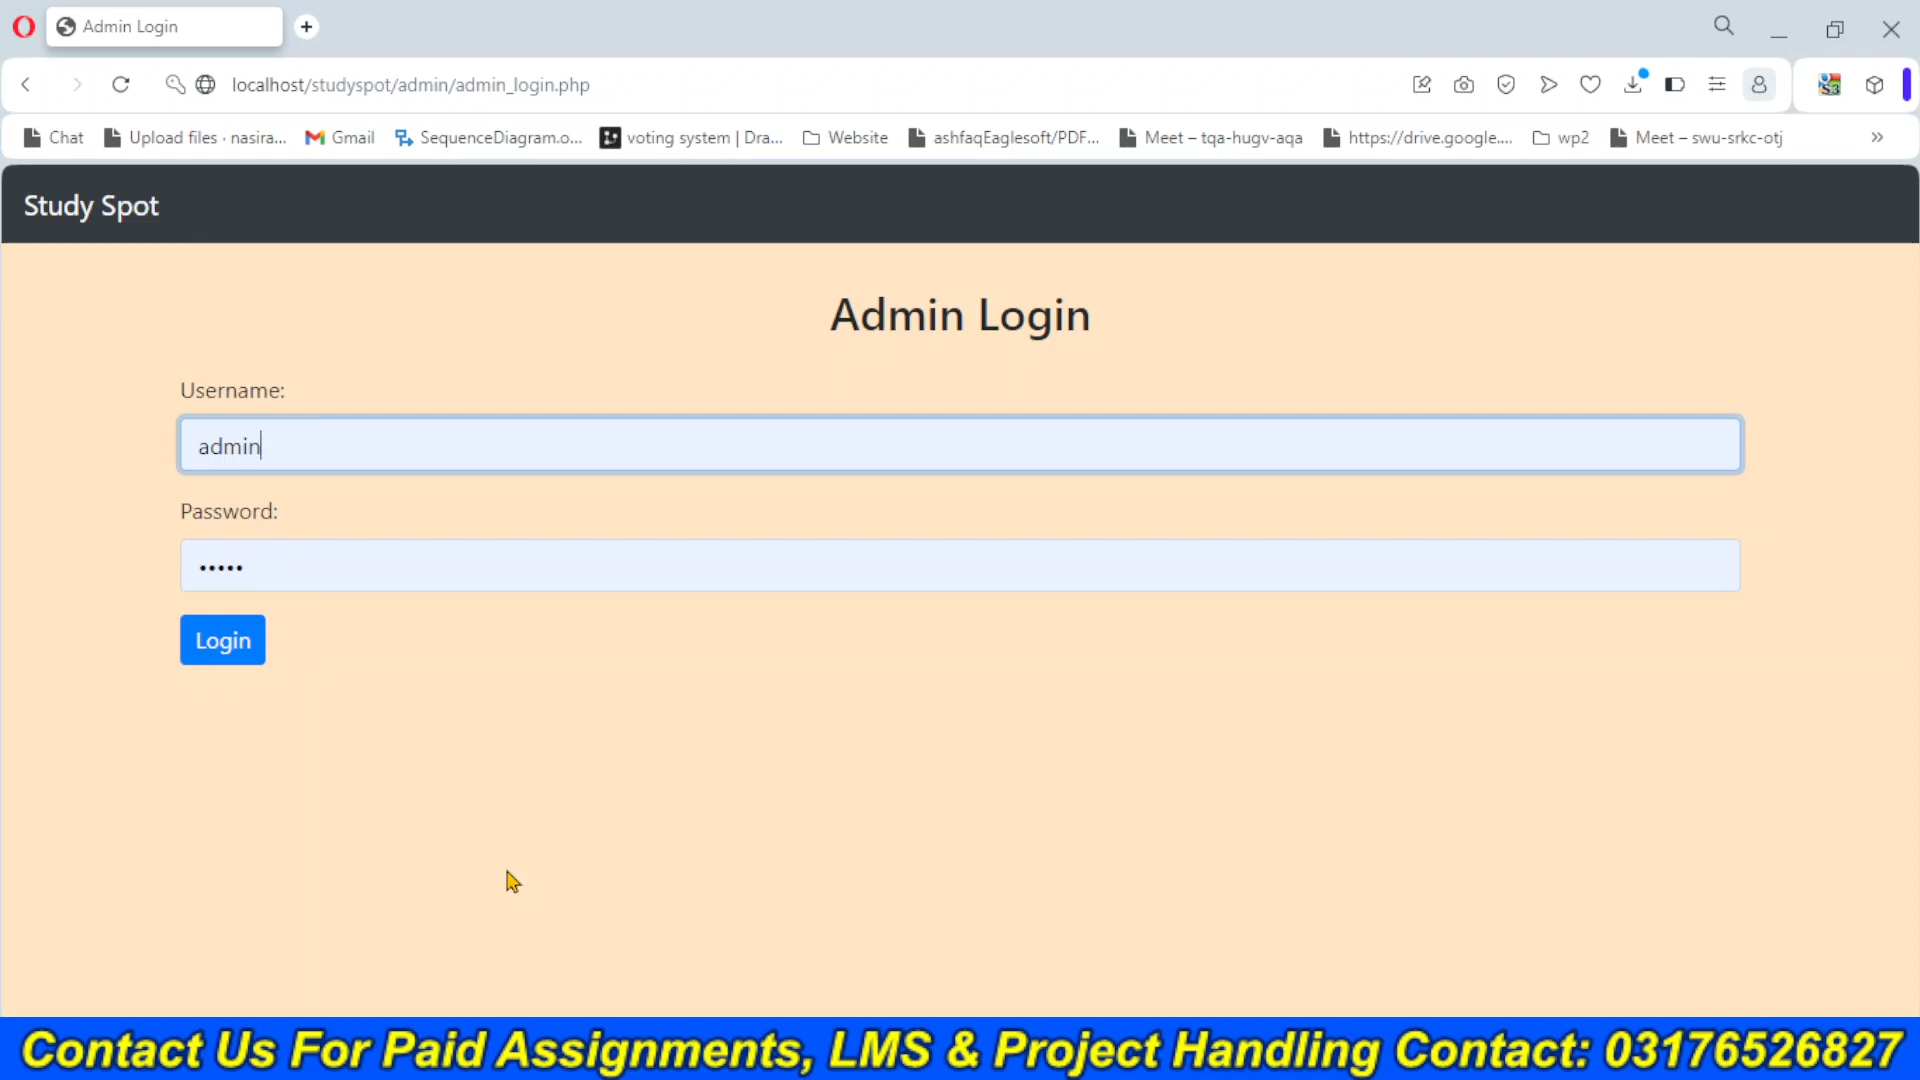 Admin Login
localhost/studyspot/admin/admin_login.php
Chat Upload files · nasira... Gmail SequenceDiagram.o... voting system | Dra... Website ashfaqEaglesoft/PDF... Meet – tqa-hugv-aqa https://drive.google.... wp2 Meet – swu-srkc-otj »
Study Spot
Admin Login
Username:
admin
Password:
•••••
Login
Contact Us For Paid Assignments, LMS & Project Handling Contact: 03176526827